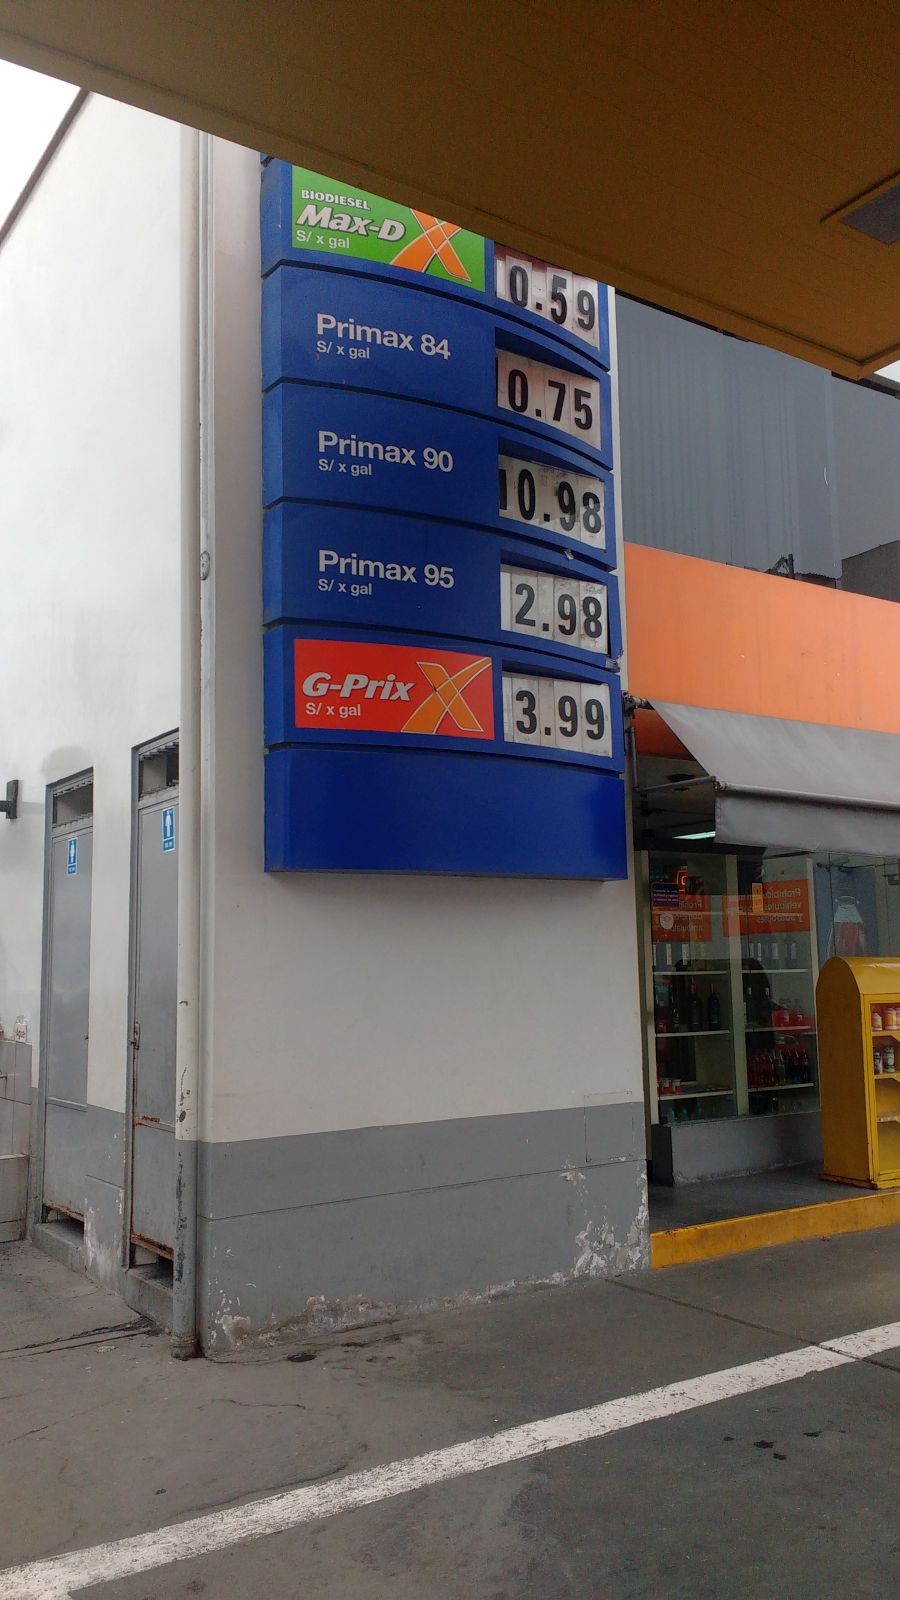 BIODIESEL
Max-D
S/ x gal
0.59
Primax 84
S/ x gal
0.75
Primax 90
S/ x gal
10.98
Primax 95
S/ x gal
2.98
G-Prix
S/ x gal
3.99